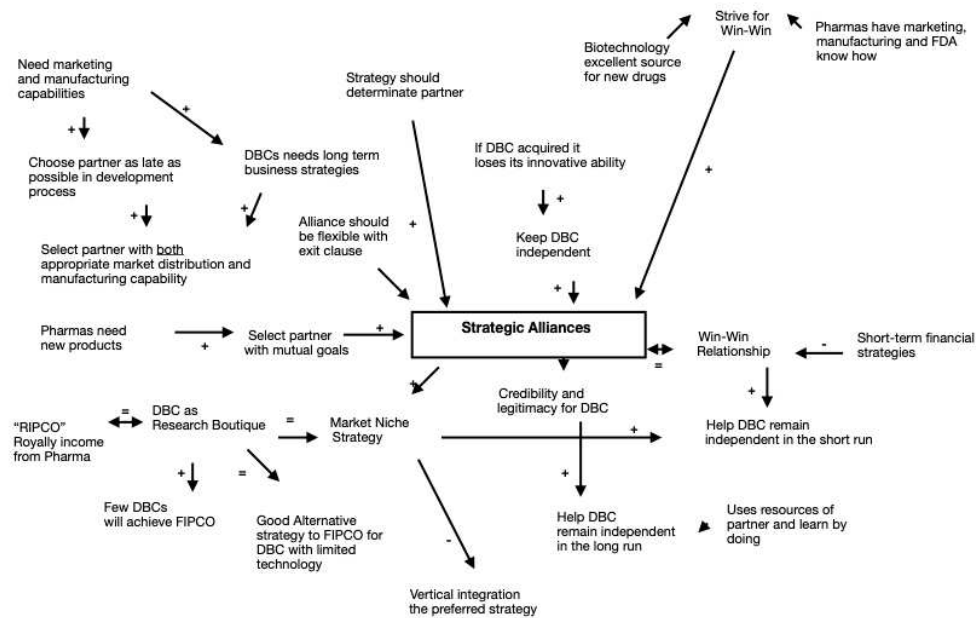 Strive for
Win-Win
Pharmas have marketing,
manufacturing and FDA
know how
Biotechnology
excellent source
for new drugs
Need marketing
and manufacturing
capabilities
Strategy should
determinate partner
+
+
Choose partner as late as
possible in development
process
DBCs needs long term
business strategies
If DBC acquired it
loses its innovative ability
+
+
+
+
Alliance should
be flexible with
exit clause
+
Keep DBC
independent
Select partner with both
appropriate market distribution and
manufacturing capability
+
Pharmas need
new products
+
Select partner
with mutual goals
+
Strategic Alliances
=
Win-Win
Relationship
-
Short-term financial
strategies
+
Credibility and
legitimacy for DBC
+
"RIPCO"
Royally income
from Pharma
=
DBC as
Research Boutique
=
Market Niche
Strategy
+
Help DBC remain
independent in the short run
+
=
+
Few DBCs
will achieve FIPCO
Good Alternative
strategy to FIPCO for
DBC with limited
technology
Help DBC
remain independent
in the long run
Uses resources of
partner and learn by
doing
-
Vertical integration
the preferred strategy